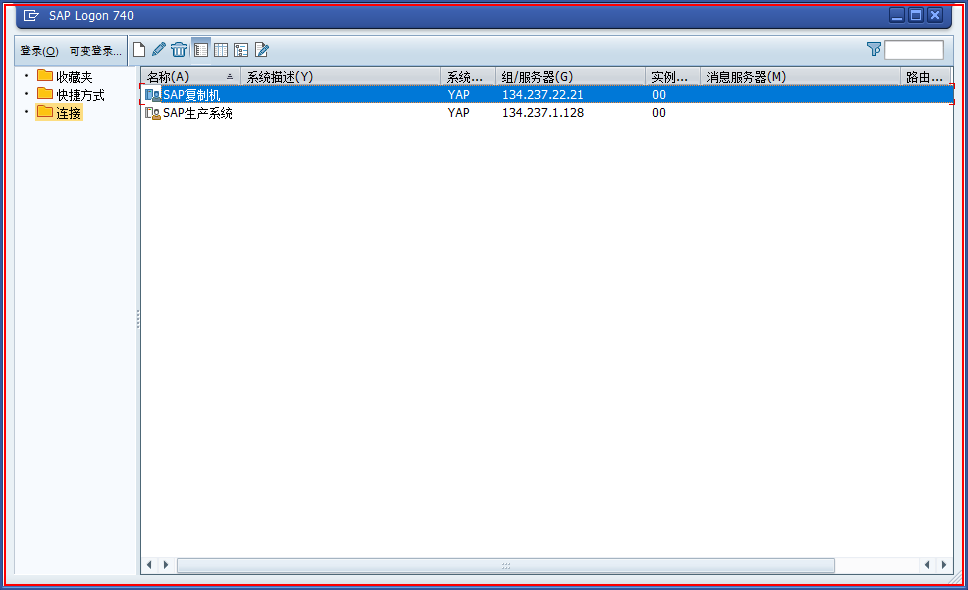 SAP Logon 740
登录(O) 可变登录...
收藏夹
快捷方式
连接
名称(A) 系统描述(Y) 系统... 组/服务器(G) 实例... 消息服务器(M) 路由...
SAP复制机 YAP 134.237.22.21 00
SAP生产系统 YAP 134.237.1.128 00